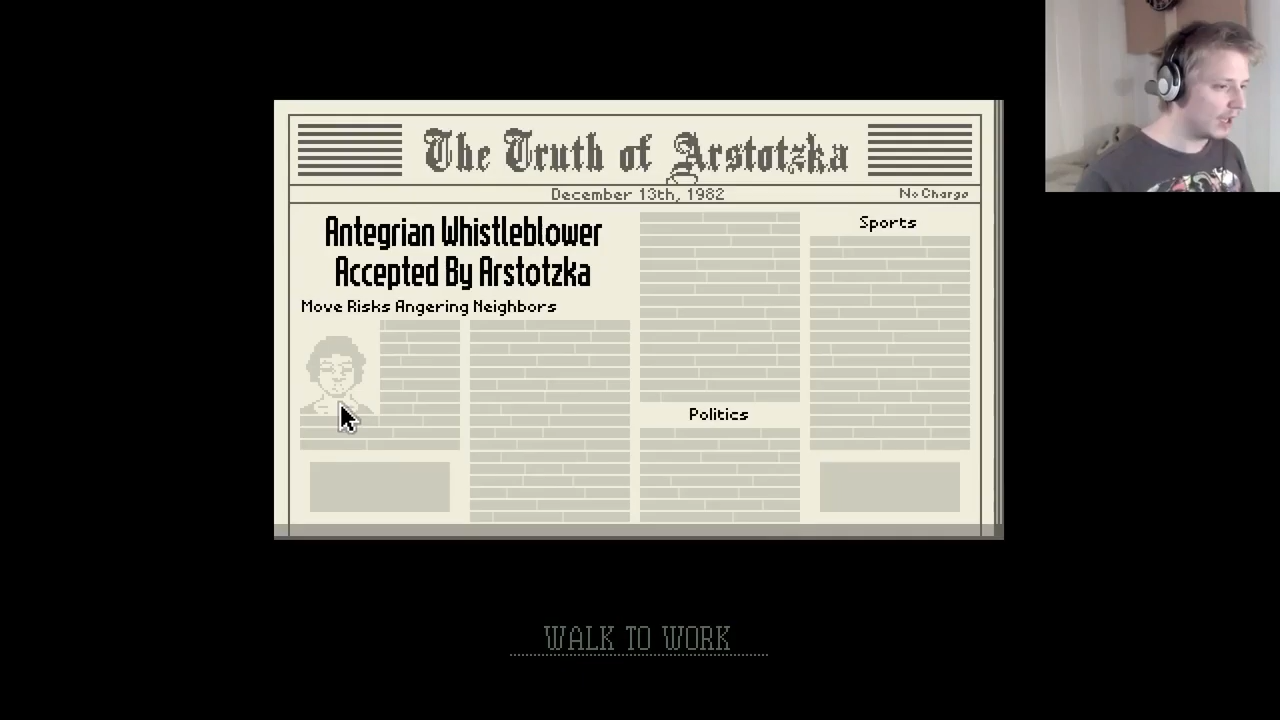 The Truth of Arstotzka
December 13th, 1982
No Charge
Antegrian Whistleblower
Accepted By Arstotzka
Move Risks Angering Neighbors
Politics
Sports
WALK TO WORK